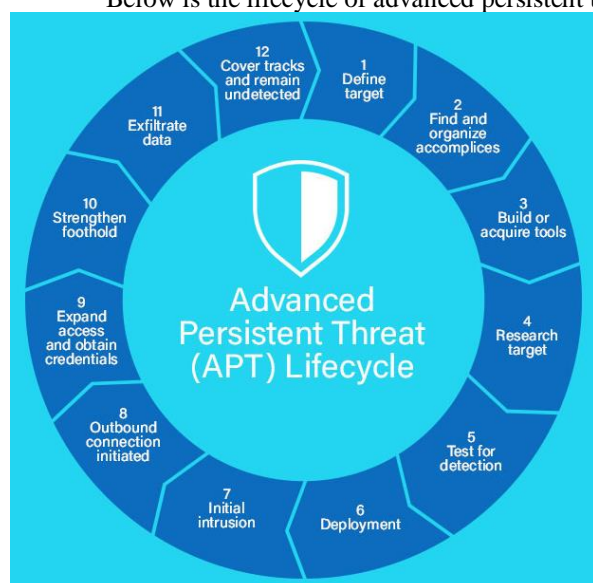 Below is the lifecycle of advanced persistent
12
Cover tracks
and remain
undetected
1
Define
target
2
Find and
organize
accomplices
3
Build or
acquire tools
4
Research
target
5
Test for
detection
6
Deployment
7
Initial
intrusion
8
Outbound
connection
initiated
9
Expand
access
and obtain
credentials
10
Strengthen
foothold
11
Exfiltrate
data
Advanced
Persistent Threat
(APT) Lifecycle